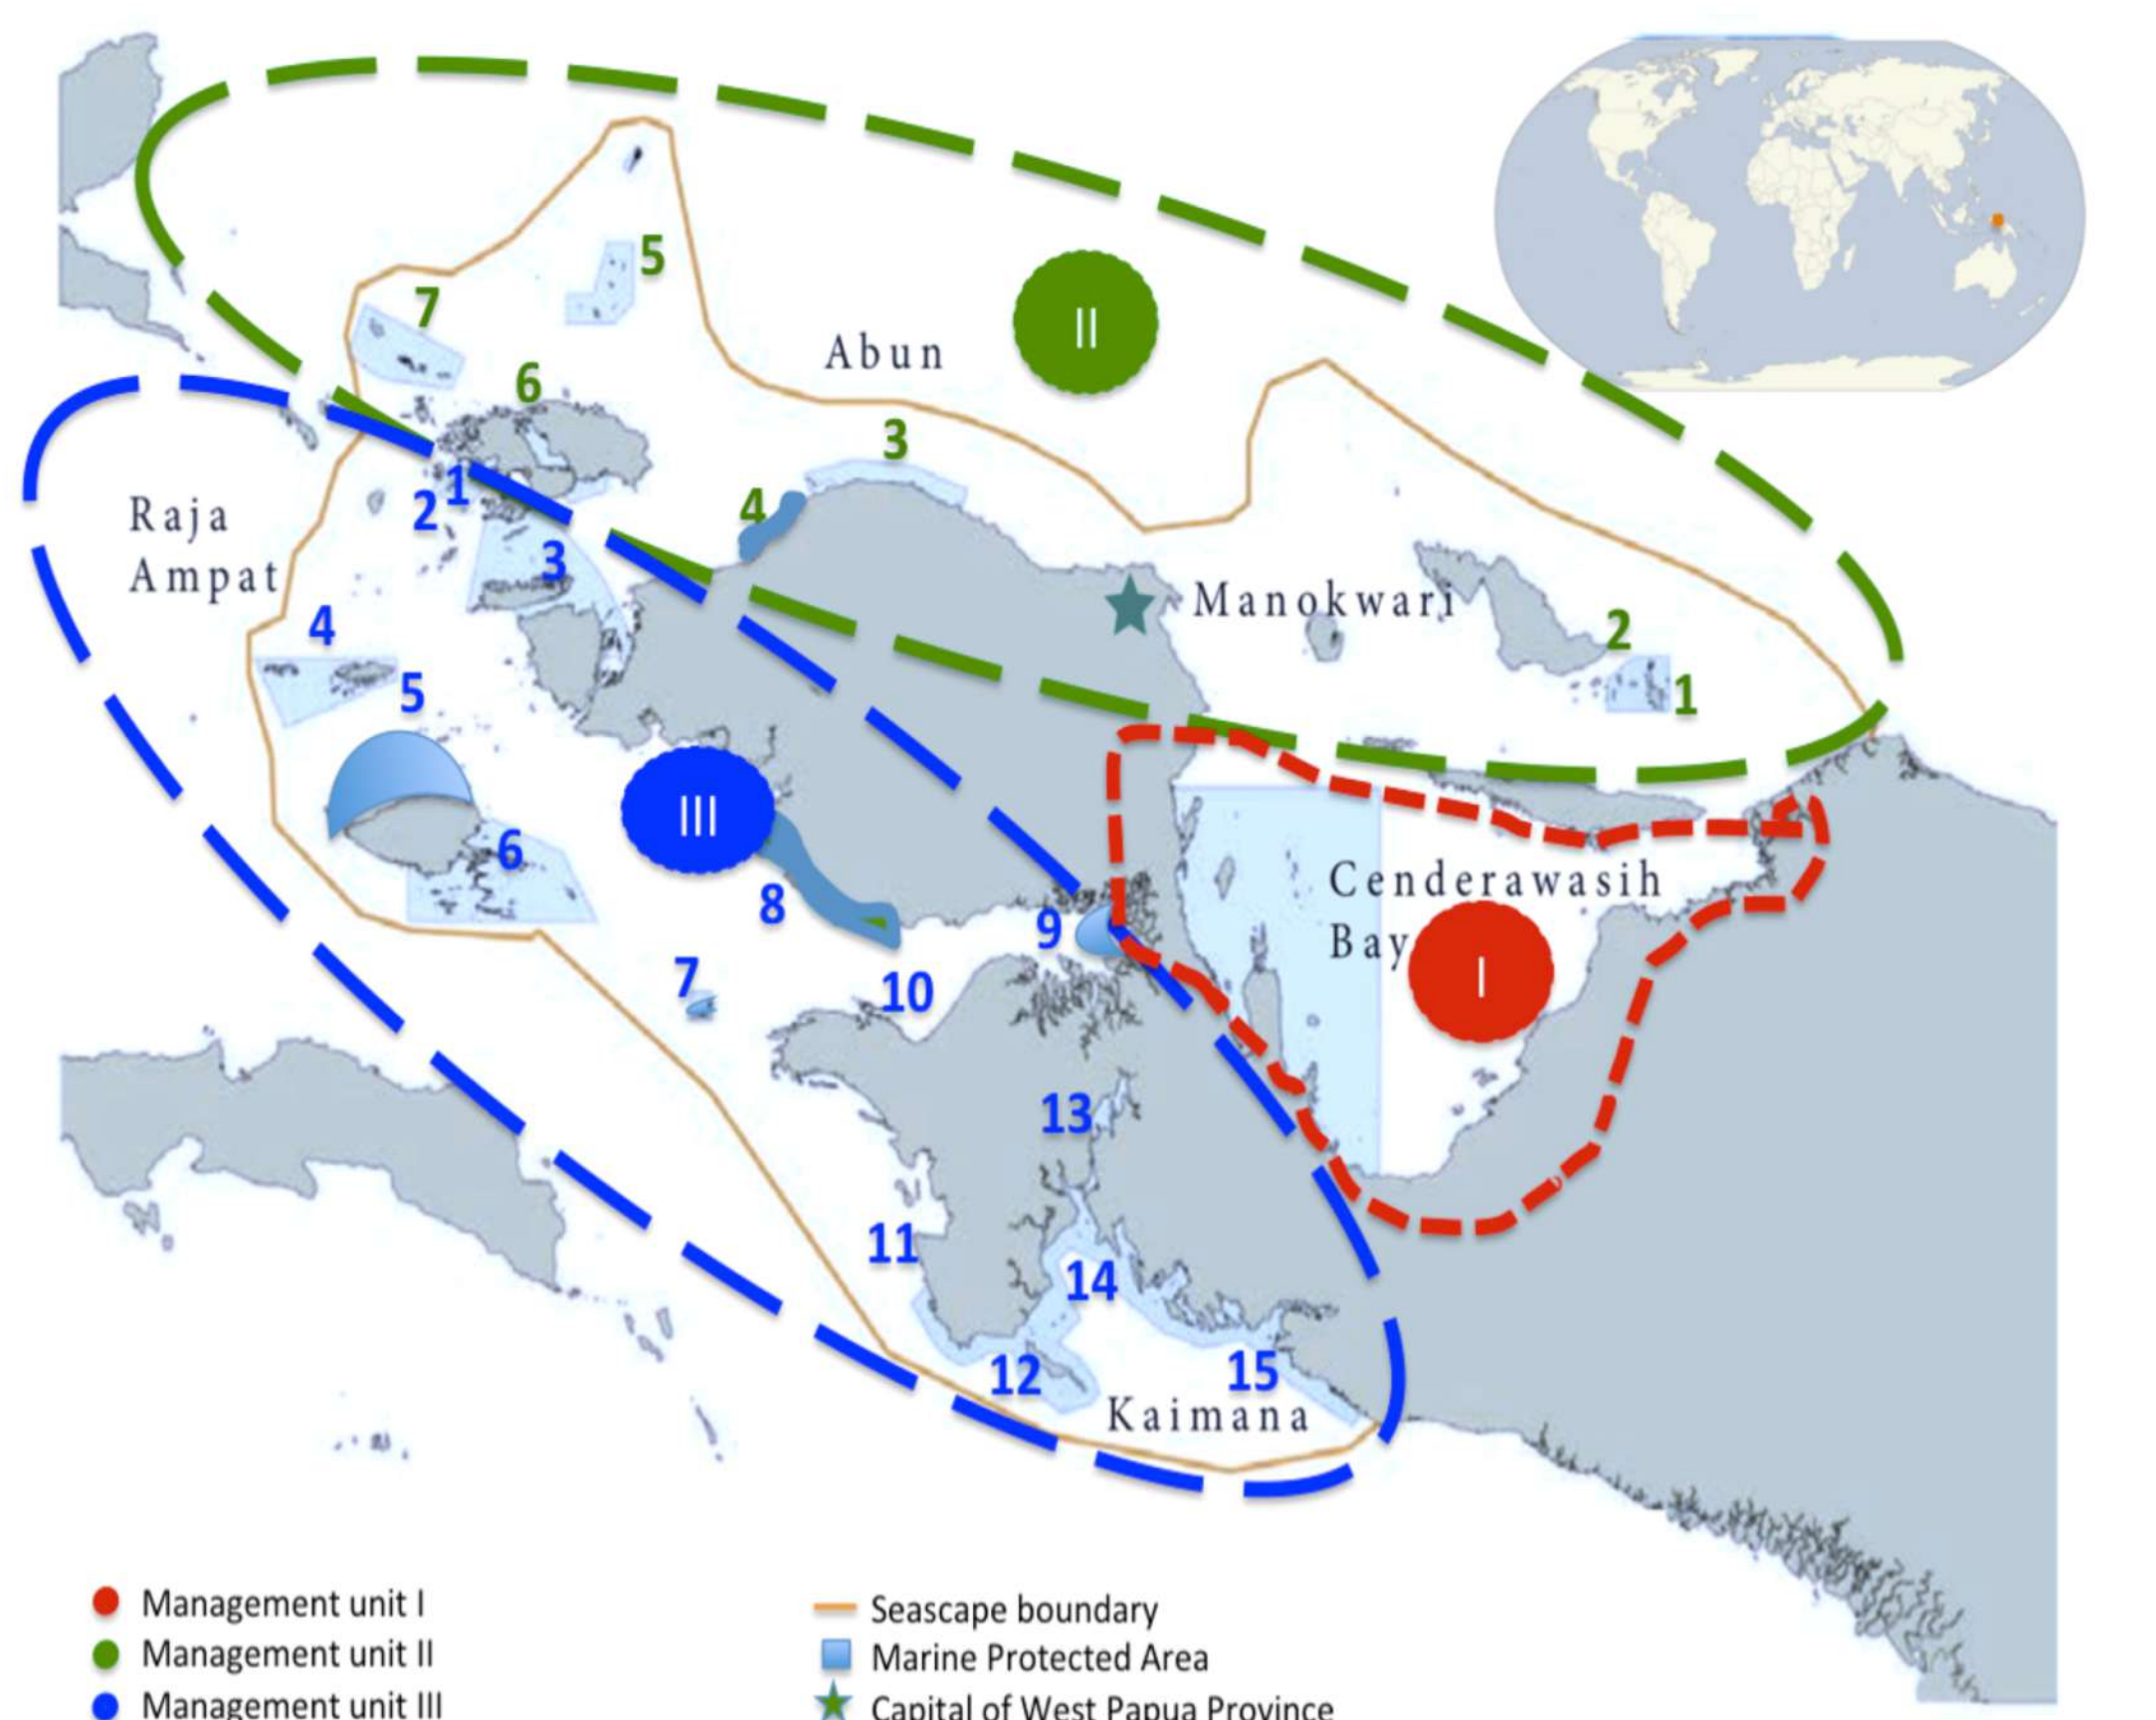 5
7
II
Abun
6
3
4
1
2
Raja
Ampat
3
Manokwari
4
2
5
1
III
6
Cenderawasih
Bay
I
8
9
7
10
13
11
14
12
15
Kaimana
Management unit I
Management unit II
Management unit III
Seascape boundary
Marine Protected Area
Capital of West Papua Province